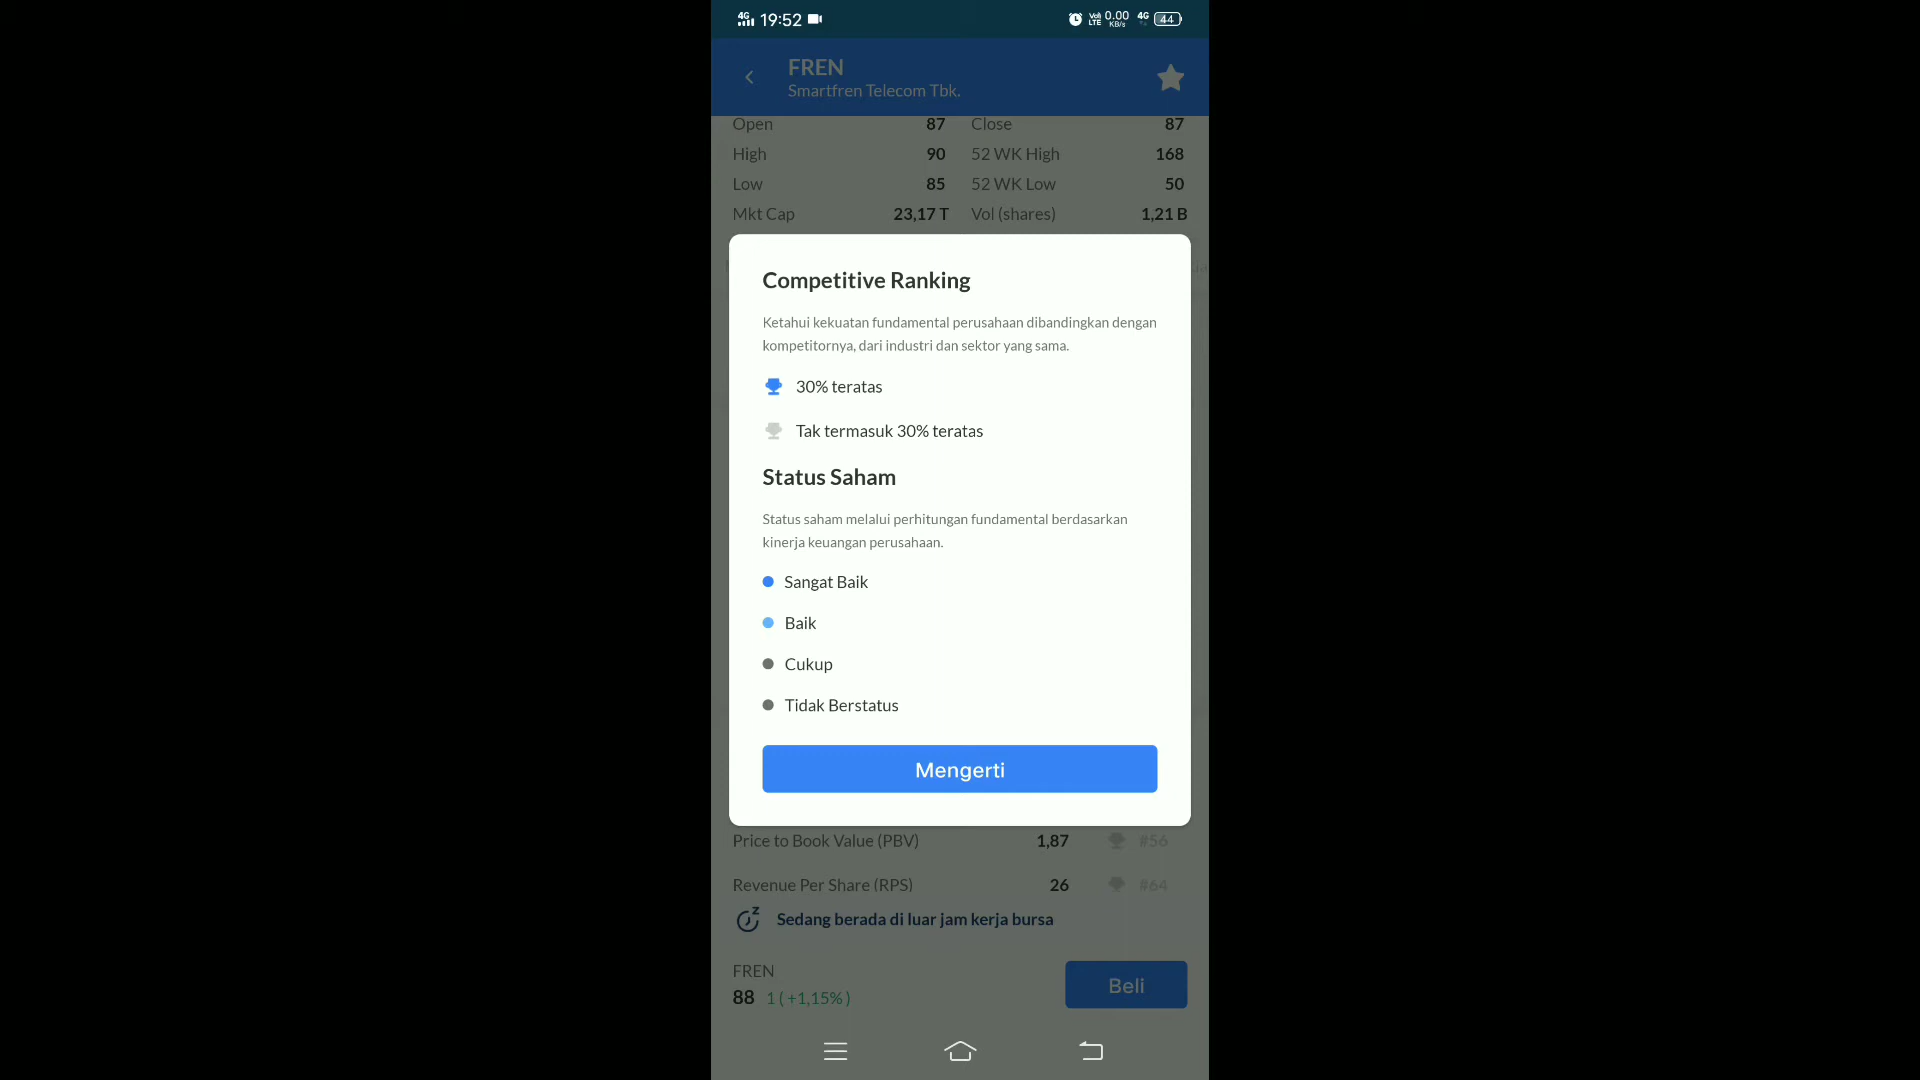 4G 19:52 VoI LTE 0.00 KB/s 4G 44
FREN
Smartfren Telecom Tbk.
Open 87 Close 87
High 90 52 WK High 168
Low 85 52 WK Low 50
Mkt Cap 23,17 T Vol (shares) 1,21 B
Competitive Ranking
Ketahui kekuatan fundamental perusahaan dibandingkan dengan
kompetitornya, dari industri dan sektor yang sama.
30% teratas
Tak termasuk 30% teratas
Status Saham
Status saham melalui perhitungan fundamental berdasarkan
kinerja keuangan perusahaan.
Sangat Baik
Baik
Cukup
Tidak Berstatus
Mengerti
Price to Book Value (PBV) 1,87 #56
Revenue Per Share (RPS) 26 #64
Sedang berada di luar jam kerja bursa
FREN
88 1 ( +1,15% )
Beli